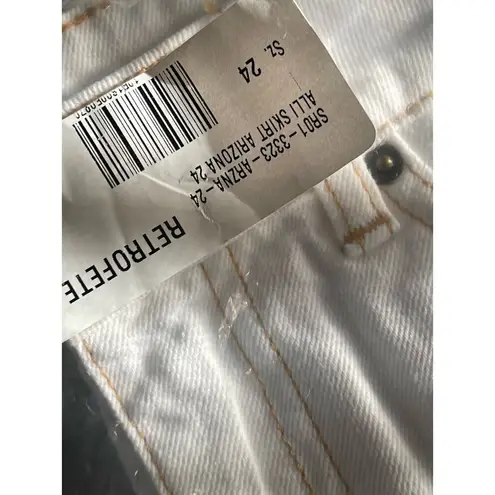 RETROFETE
SR01-3323-ARZNA-24
ALLI SKIRT ARIZONA 24
Sz. 24